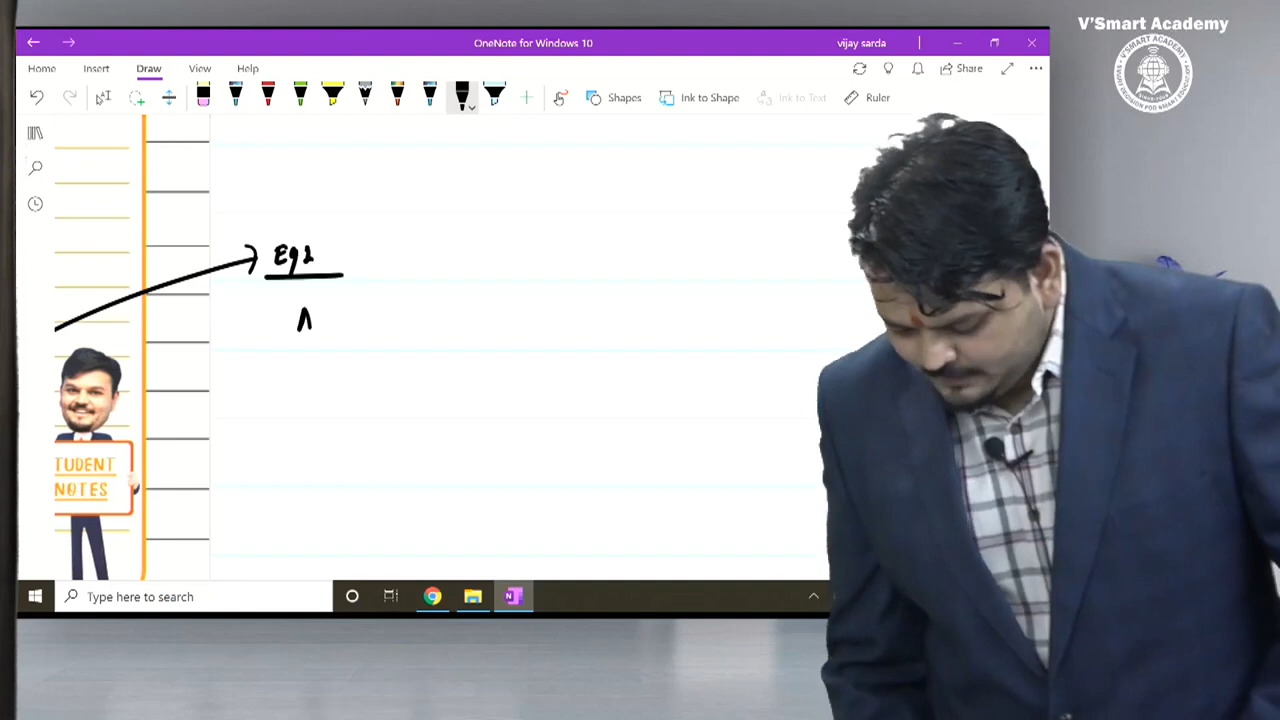 V'Smart Academy
OneNote for Windows 10
vijay sarda
Home Insert Draw View Help
Share
Shapes
Ink to Shape
Ink to Text
Ruler
Eg2
TUDENT
NOTES
Type here to search